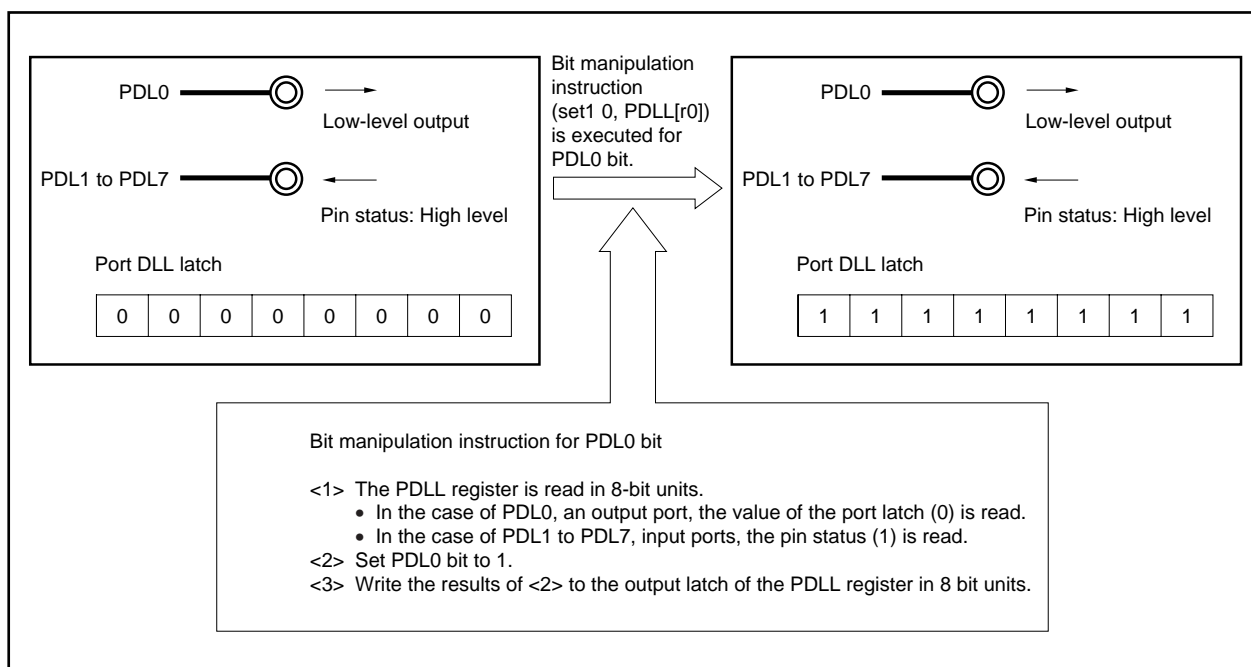 PDL0
Low-level output
PDL1 to PDL7
Pin status: High level
Port DLL latch
0 0 0 0 0 0 0 0
Bit manipulation
instruction
(set1 0, PDLL[r0])
is executed for
PDL0 bit.
PDL0
Low-level output
PDL1 to PDL7
Pin status: High level
Port DLL latch
1 1 1 1 1 1 1 1
Bit manipulation instruction for PDL0 bit
<1> The PDLL register is read in 8-bit units.
• In the case of PDL0, an output port, the value of the port latch (0) is read.
• In the case of PDL1 to PDL7, input ports, the pin status (1) is read.
<2> Set PDL0 bit to 1.
<3> Write the results of <2> to the output latch of the PDLL register in 8 bit units.